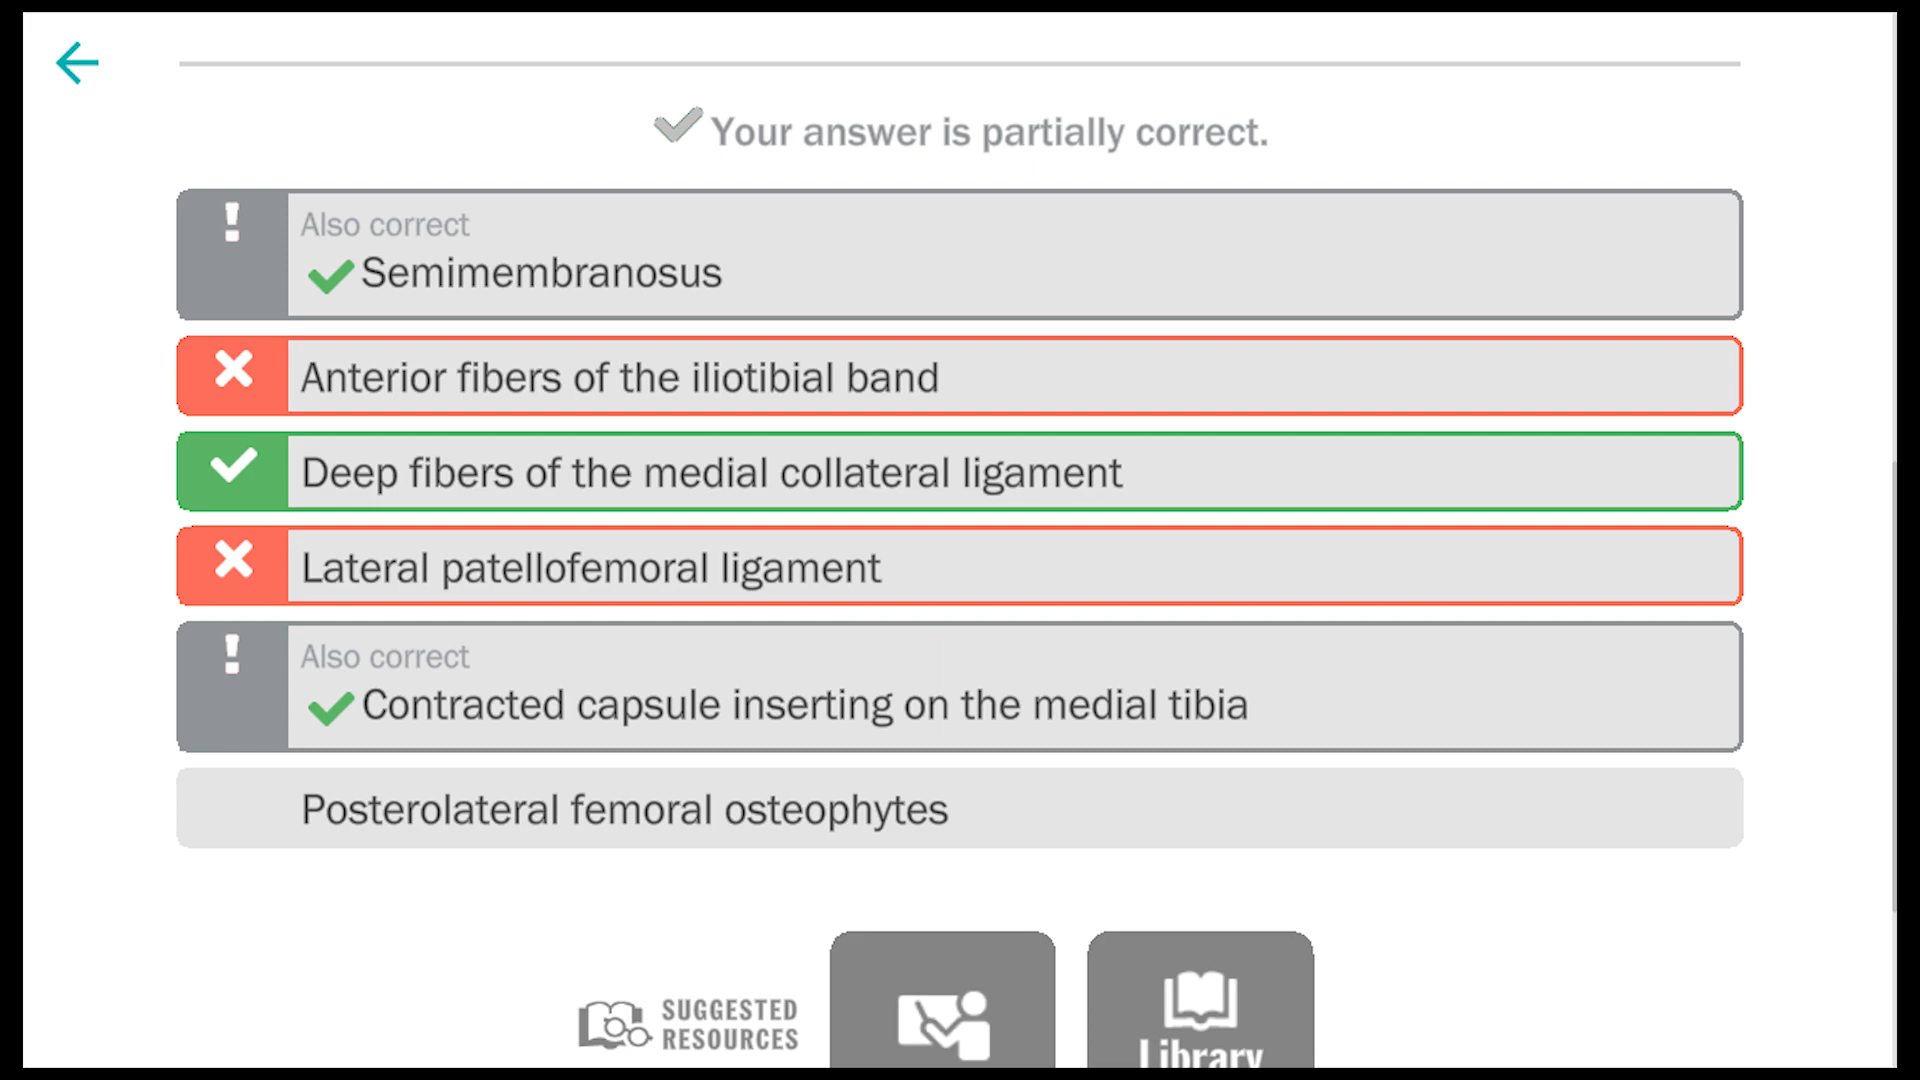 Your answer is partially correct.
Also correct
Semimembranosus
Anterior fibers of the iliotibial band
Deep fibers of the medial collateral ligament
Lateral patellofemoral ligament
Also correct
Contracted capsule inserting on the medial tibia
Posterolateral femoral osteophytes
SUGGESTED
RESOURCES
Library